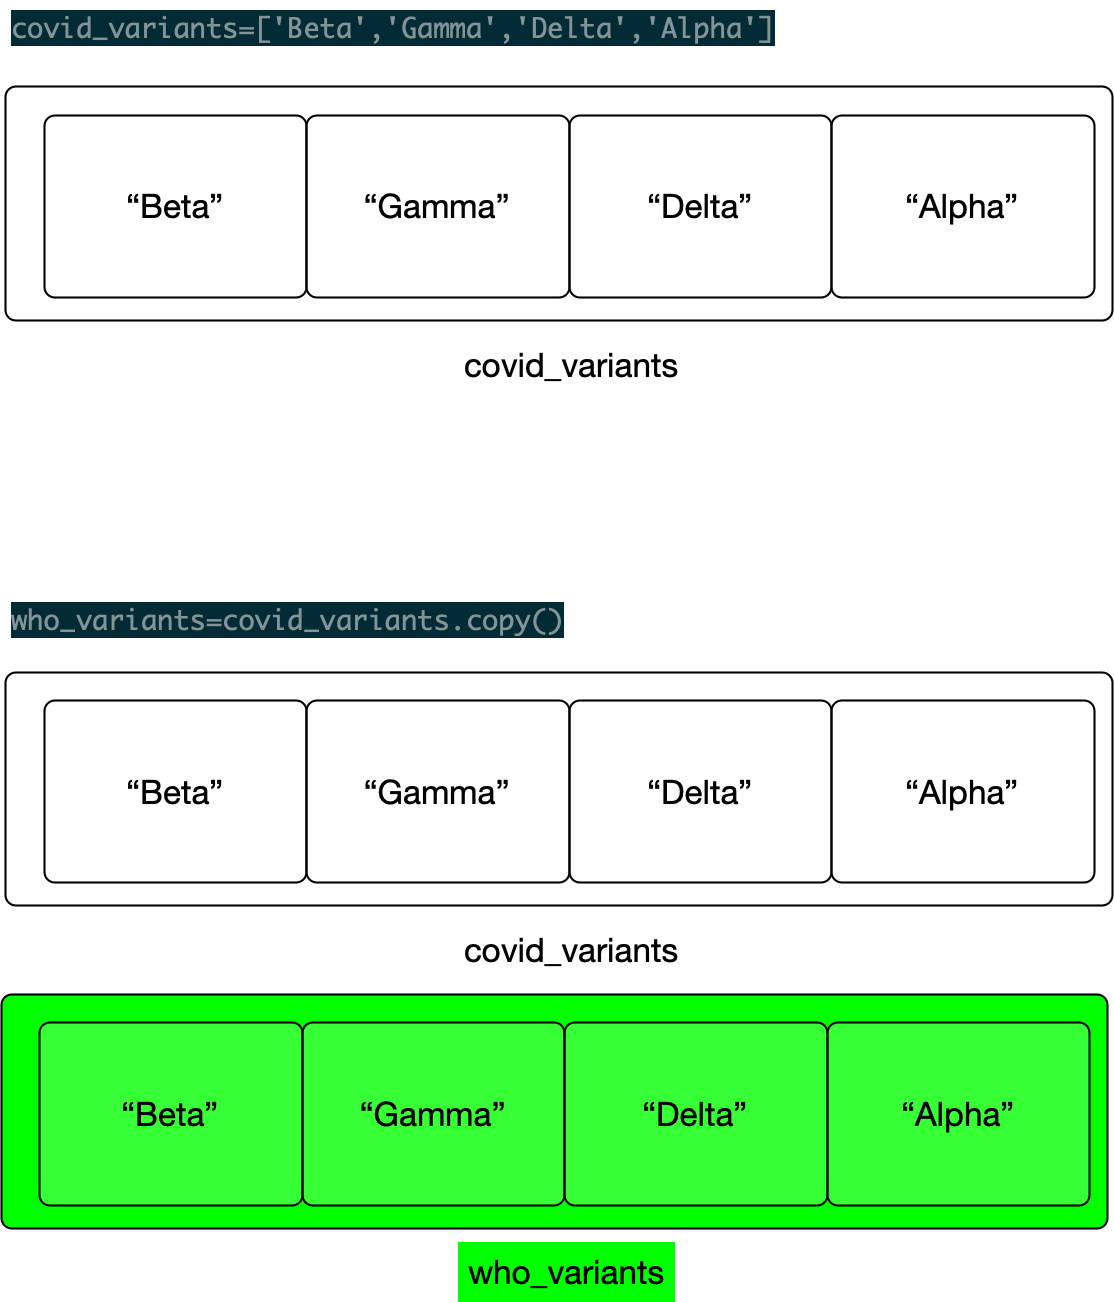 covid_variants=['Beta','Gamma','Delta','Alpha']
“Beta” “Gamma” “Delta” “Alpha”
covid_variants
who_variants=covid_variants.copy()
“Beta” “Gamma” “Delta” “Alpha”
covid_variants
“Beta” “Gamma” “Delta” “Alpha”
who_variants